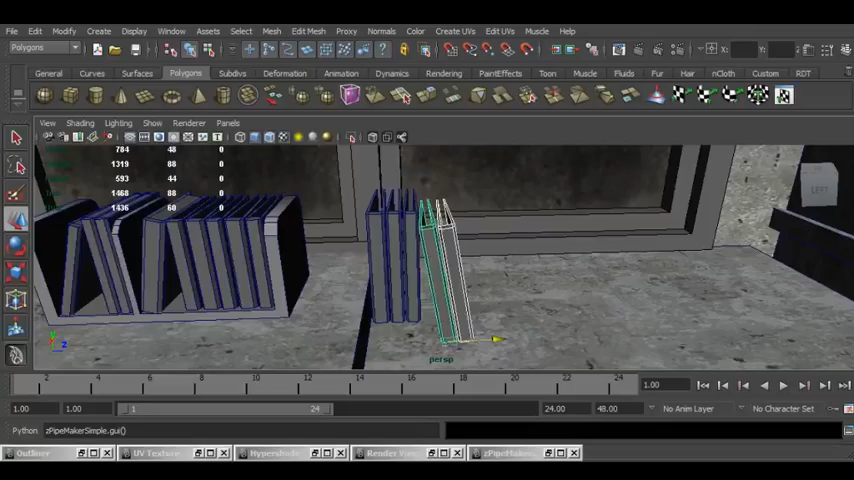 File Edit Modify Create Display Window Assets Select Mesh Edit Mesh Proxy Normals Color Create UVs Edit UVs Muscle Help
Polygons X: Y:
General Curves Surfaces Polygons Subdivs Deformation Animation Dynamics Rendering PaintEffects Toon Muscle Fluids Fur Hair nCloth Custom RDT
View Shading Lighting Show Renderer Panels
784 48 0
1319 88 0
593 44 0
1468 88 0
1436 60 0
LEFT
y
z
persp
2 4 6 8 10 12 14 16 18 20 22 24 1.00
1.00 1.00 1 24 24.00 48.00 No Anim Layer No Character Set
Python zPipeMakerSimple.gui()
Outliner UV Texture Hypershade Render View zPipeMake